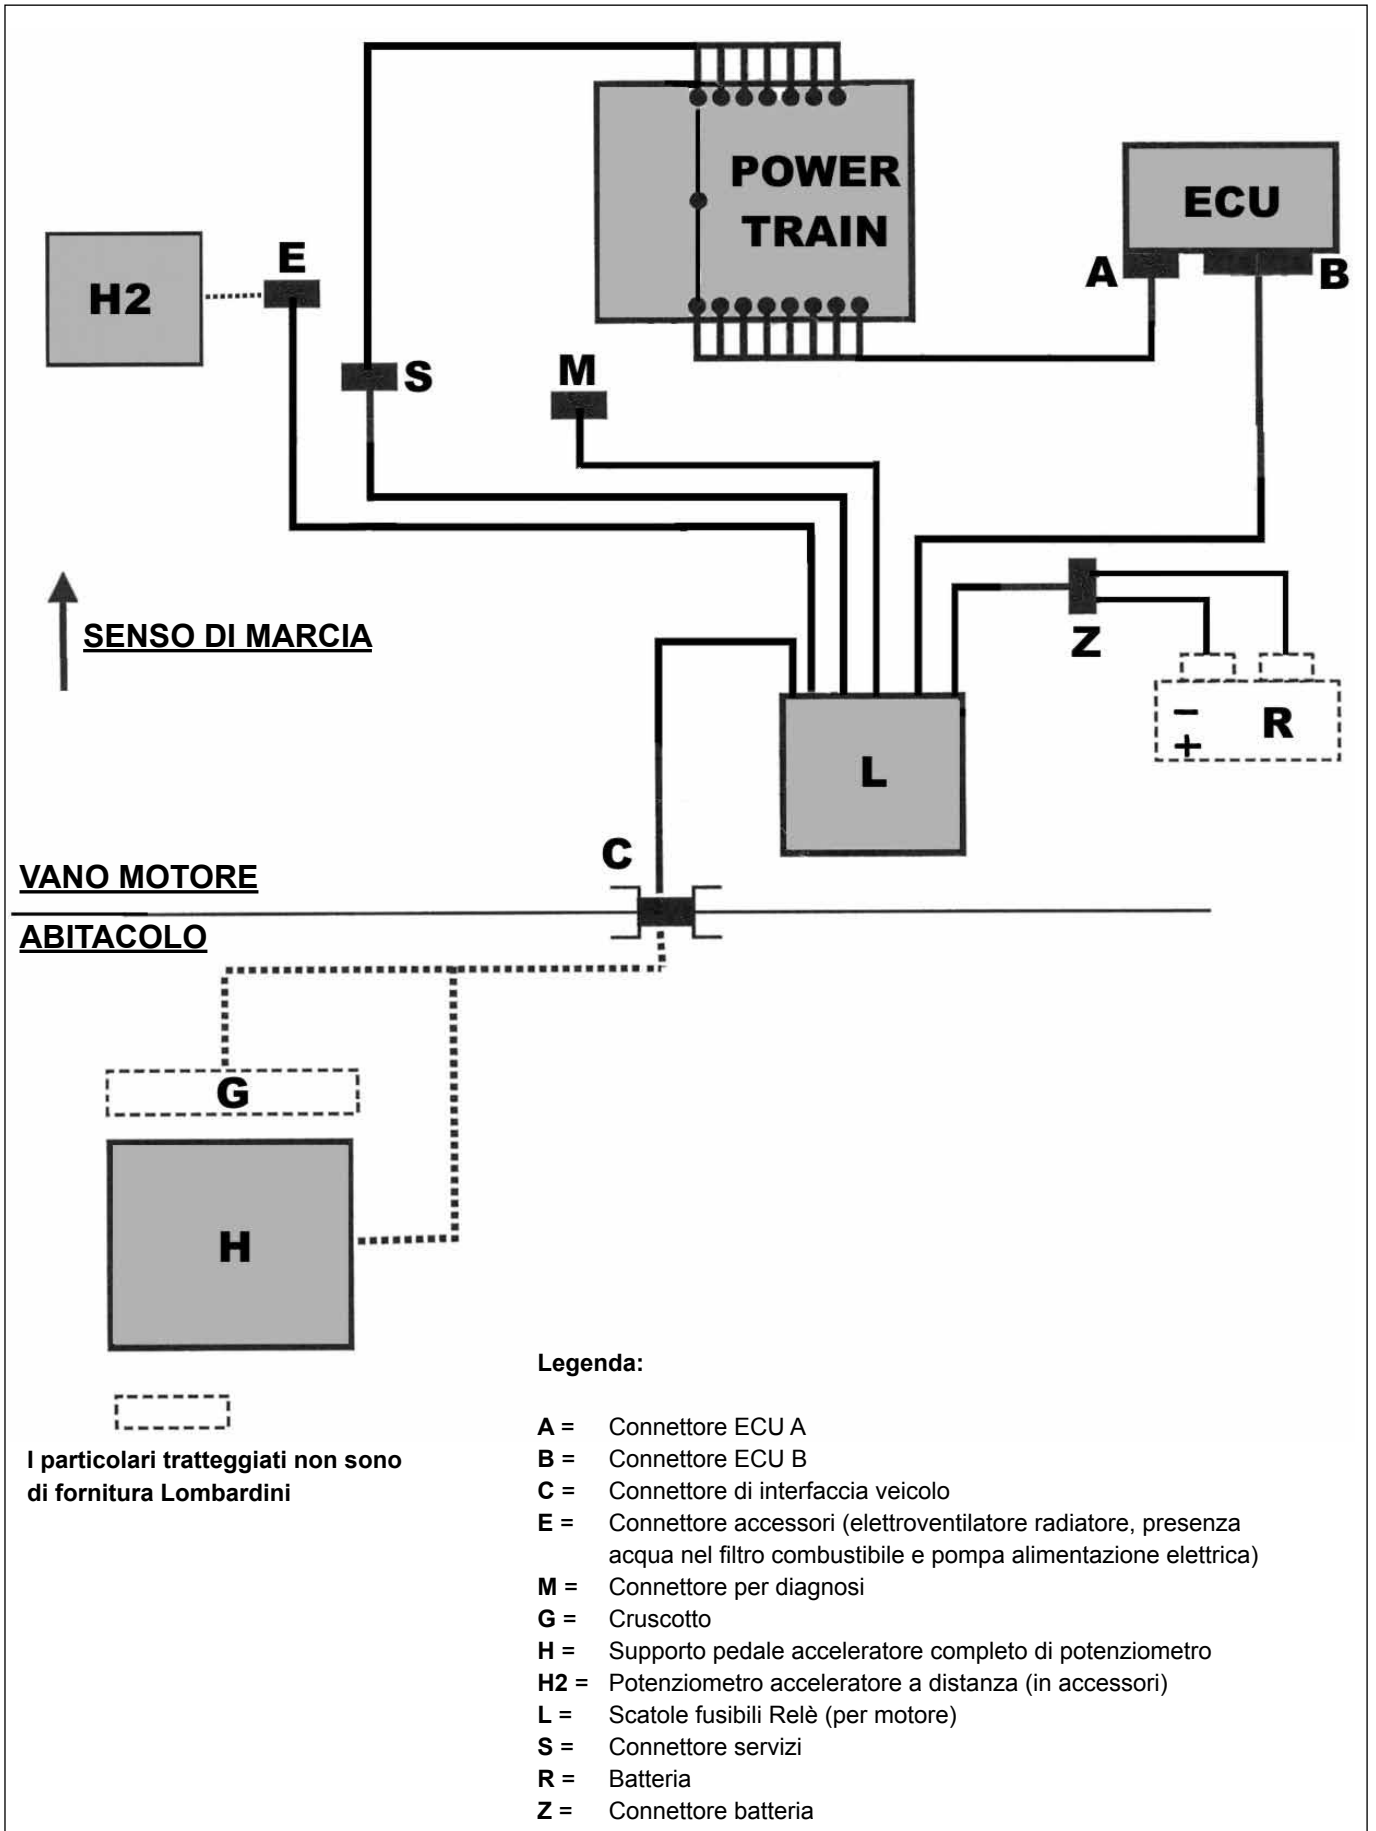 POWER
TRAIN
ECU
A
B
H2
E
S
M
SENSO DI MARCIA
Z
−
+
R
L
C
VANO MOTORE
ABITACOLO
G
H
I particolari tratteggiati non sono
di fornitura Lombardini
Legenda:
A = Connettore ECU A
B = Connettore ECU B
C = Connettore di interfaccia veicolo
E = Connettore accessori (elettroventilatore radiatore, presenza
acqua nel filtro combustibile e pompa alimentazione elettrica)
M = Connettore per diagnosi
G = Cruscotto
H = Supporto pedale acceleratore completo di potenziometro
H2 = Potenziometro acceleratore a distanza (in accessori)
L = Scatole fusibili Relè (per motore)
S = Connettore servizi
R = Batteria
Z = Connettore batteria